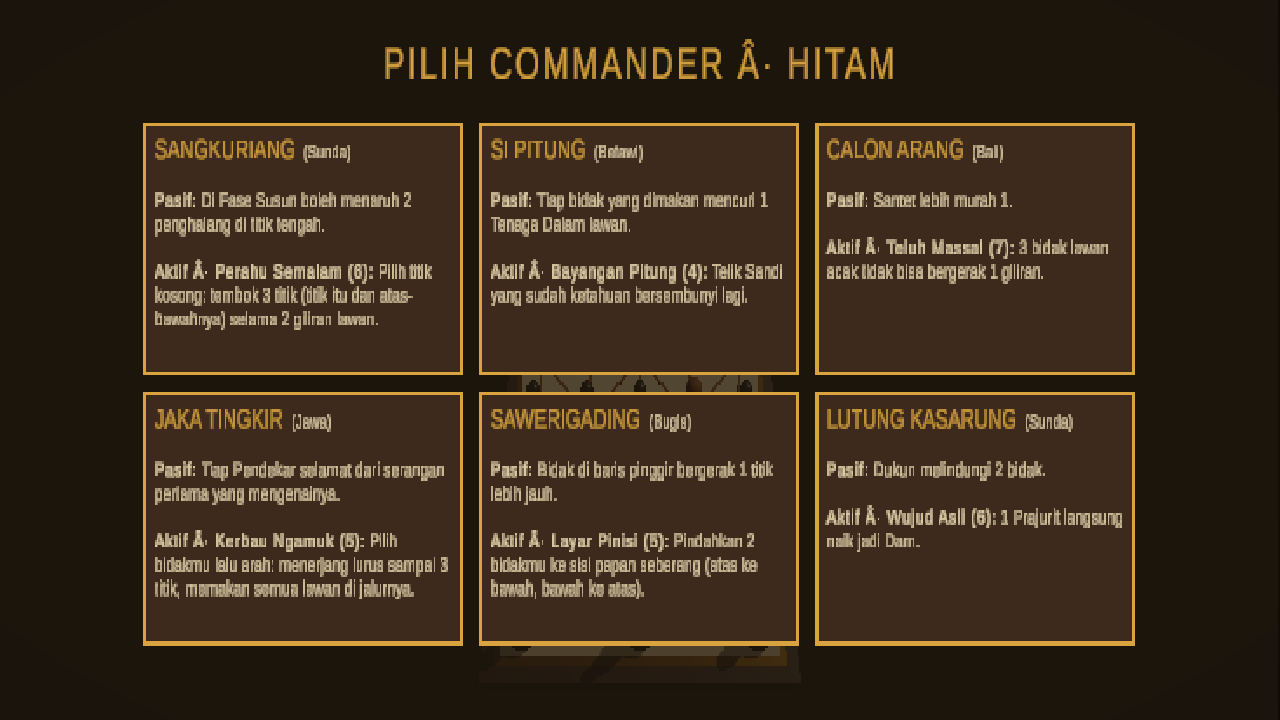 PILIH COMMANDER Â· HITAM
SANGKURIANG (Sunda)
Pasif: Di Fase Susun boleh menaruh 2
penghalang di titik tengah.
Aktif Â· Perahu Semalam (6): Pilih titik
kosong; tembok 3 titik (titik itu dan atas-
bawahnya) selama 2 giliran lawan.
SI PITUNG (Betawi)
Pasif: Tiap bidak yang dimakan mencuri 1
Tenaga Dalam lawan.
Aktif Â· Bayangan Pitung (4): Telik Sandi
yang sudah ketahuan bersembunyi lagi.
CALON ARANG (Bali)
Pasif: Santet lebih murah 1.
Aktif Â· Teluh Massal (7): 3 bidak lawan
acak tidak bisa bergerak 1 giliran.
JAKA TINGKIR (Jawa)
Pasif: Tiap Pendekar selamat dari serangan
pertama yang mengenainya.
Aktif Â· Kerbau Ngamuk (5): Pilih
bidakmu lalu arah: menerjang lurus sampai 3
titik, memakan semua lawan di jalurnya.
SAWERIGADING (Bugis)
Pasif: Bidak di baris pinggir bergerak 1 titik
lebih jauh.
Aktif Â· Layar Pinisi (5): Pindahkan 2
bidakmu ke sisi papan seberang (atas ke
bawah, bawah ke atas).
LUTUNG KASARUNG (Sunda)
Pasif: Dukun melindungi 2 bidak.
Aktif Â· Wujud Asli (6): 1 Prajurit langsung
naik jadi Dam.